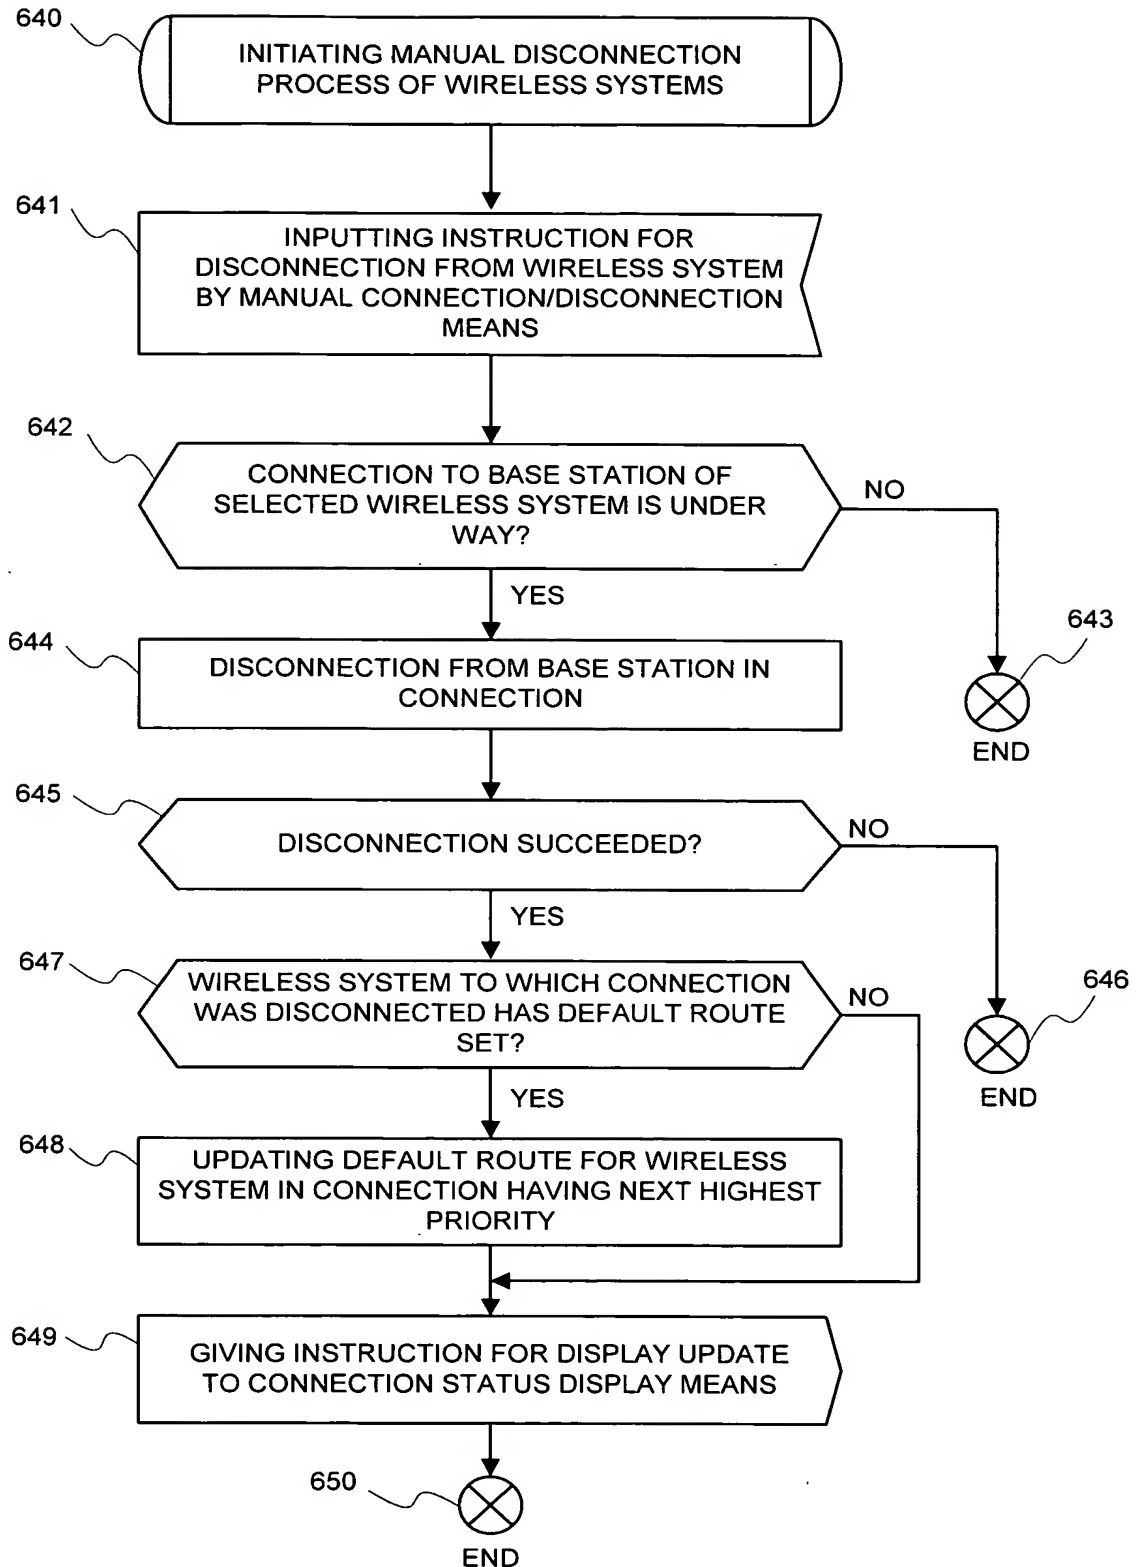 640
INITIATING MANUAL DISCONNECTION
PROCESS OF WIRELESS SYSTEMS
641
INPUTTING INSTRUCTION FOR
DISCONNECTION FROM WIRELESS SYSTEM
BY MANUAL CONNECTION/DISCONNECTION
MEANS
642
CONNECTION TO BASE STATION OF
SELECTED WIRELESS SYSTEM IS UNDER
WAY?
NO
YES
643
END
644
DISCONNECTION FROM BASE STATION IN
CONNECTION
645
DISCONNECTION SUCCEEDED?
NO
YES
646
END
647
WIRELESS SYSTEM TO WHICH CONNECTION
WAS DISCONNECTED HAS DEFAULT ROUTE
SET?
NO
YES
648
UPDATING DEFAULT ROUTE FOR WIRELESS
SYSTEM IN CONNECTION HAVING NEXT HIGHEST
PRIORITY
649
GIVING INSTRUCTION FOR DISPLAY UPDATE
TO CONNECTION STATUS DISPLAY MEANS
650
END